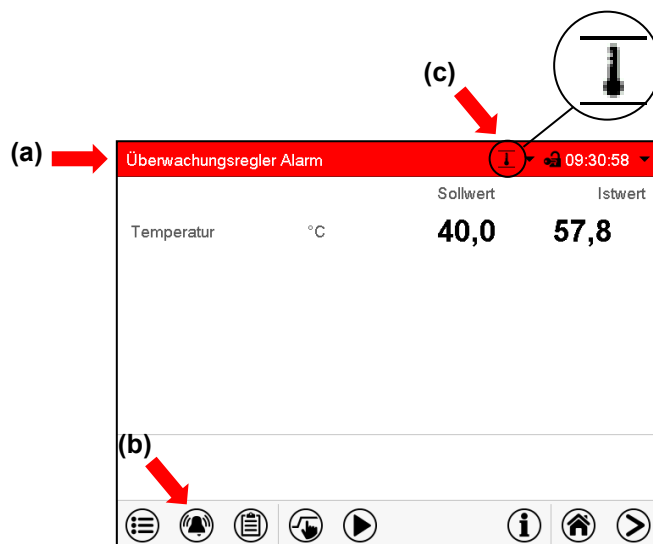 (c)
(a)
Überwachungsregler Alarm 09:30:58
Sollwert Istwert
Temperatur °C 40,0 57,8
(b)